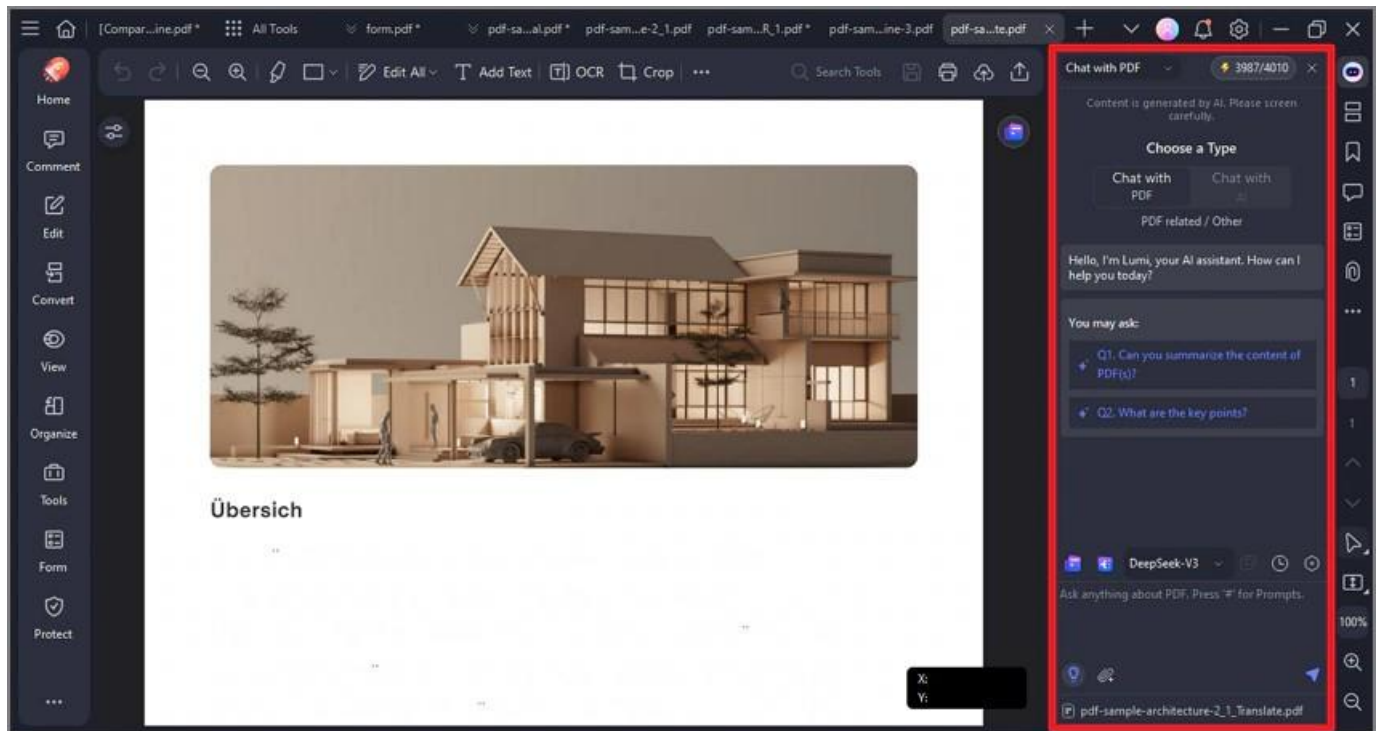 [Compar...ine.pdf *
All Tools
form.pdf *
pdf-sa...al.pdf *
pdf-sam...e-2_1.pdf
pdf-sam...R_1.pdf *
pdf-sam...ine-3.pdf
pdf-sa...te.pdf
Home
Comment
Edit
Convert
View
Organize
Tools
Form
Protect
Edit All
Add Text
OCR
Crop
Search Tools
Übersich
X:
Y:
Chat with PDF
3987/4010
Content is generated by AI. Please screen
carefully.
Choose a Type
Chat with
PDF
Chat with
AI
PDF related / Other
Hello, I'm Lumi, your AI assistant. How can I
help you today?
You may ask:
Q1. Can you summarize the content of
PDF(s)?
Q2. What are the key points?
DeepSeek-V3
Ask anything about PDF. Press '#' for Prompts.
pdf-sample-architecture-2_1_Translate.pdf
1
1
100%